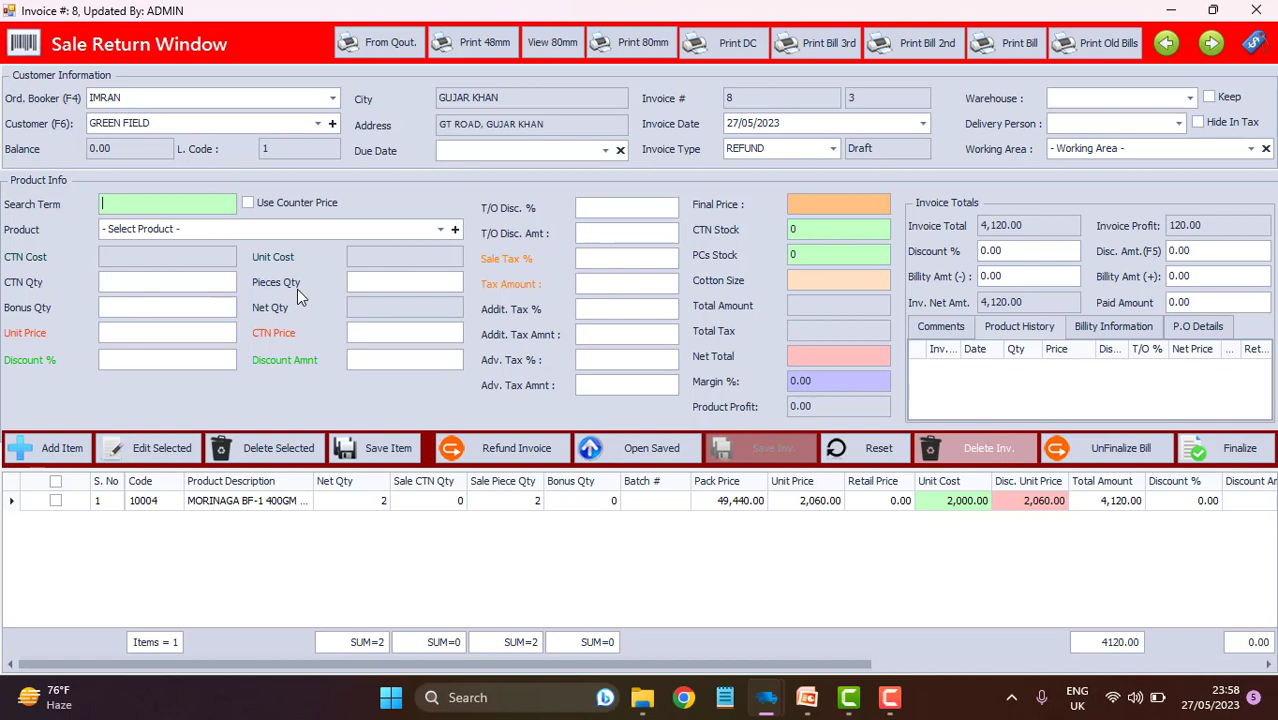 Invoice #: 8, Updated By: ADMIN
Sale Return Window
From Qout.
Print 48mm
View 80mm
Print 80mm
Print DC
Print Bill 3rd
Print Bill 2nd
Print Bill
Print Old Bills
Customer Information
Ord. Booker (F4) IMRAN
City GUJAR KHAN
Invoice # 8 3
Warehouse :
Keep
Customer (F6): GREEN FIELD
Address GT ROAD, GUJAR KHAN
Invoice Date 27/05/2023
Delivery Person :
Hide In Tax
Balance 0.00 L. Code : 1
Due Date
Invoice Type REFUND Draft
Working Area : - Working Area -
Product Info
Search Term
Use Counter Price
T/O Disc. %
Final Price :
Invoice Totals
Product - Select Product -
T/O Disc. Amt :
CTN Stock 0
Invoice Total 4,120.00 Invoice Profit: 120.00
CTN Cost Unit Cost
Sale Tax %
PCs Stock 0
Discount % 0.00 Disc. Amt.(F5) 0.00
CTN Qty Pieces Qty
Tax Amount :
Cotton Size
Billity Amt (-) : 0.00 Billity Amt (+) : 0.00
Bonus Qty Net Qty
Addit. Tax %
Total Amount
Inv. Net Amt. 4,120.00 Paid Amount 0.00
Unit Price CTN Price
Addit. Tax Amnt :
Total Tax
Comments Product History Billity Information P.O Details
Discount % Discount Amnt
Adv. Tax % :
Net Total
Inv.... Date Qty Price Dis... T/O % Net Price ... Ret...
Adv. Tax Amnt :
Margin %: 0.00
Product Profit: 0.00
Add Item
Edit Selected
Delete Selected
Save Item
Refund Invoice
Open Saved
Save Inv.
Reset
Delete Inv.
UnFinalize Bill
Finalize
S. No Code Product Description Net Qty Sale CTN Qty Sale Piece Qty Bonus Qty Batch # Pack Price Unit Price Retail Price Unit Cost Disc. Unit Price Total Amount Discount % Discount Ar
1 10004 MORINAGA BF-1 400GM ... 2 0 2 0 49,440.00 2,060.00 0.00 2,000.00 2,060.00 4,120.00 0.00
Items = 1 SUM=2 SUM=0 SUM=2 SUM=0 4120.00 0.00
76°F
Haze
Search
ENG
UK
23:58
27/05/2023
5